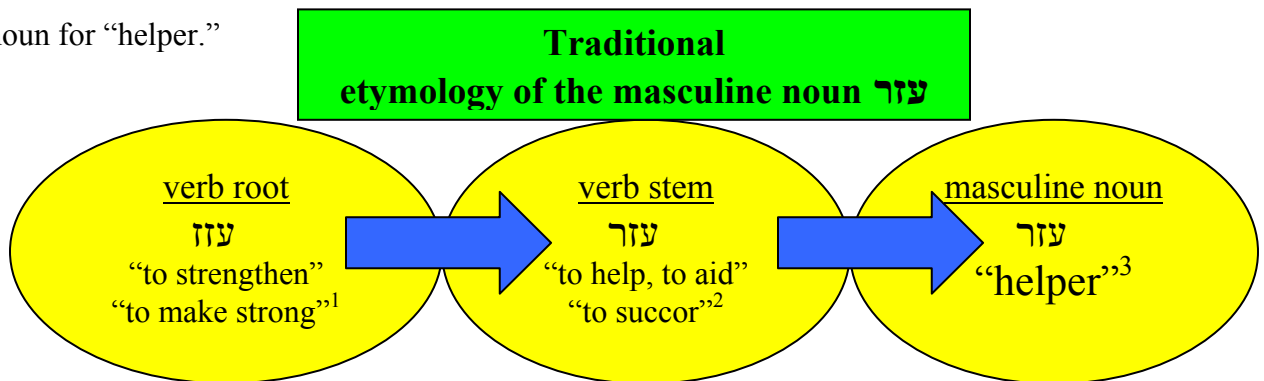 noun for “helper.”
Traditional
etymology of the masculine noun עזר
verb root
עזז
“to strengthen”
“to make strong”1
verb stem
עזר
“to help, to aid”
“to succor”2
masculine noun
עזר
“helper”3